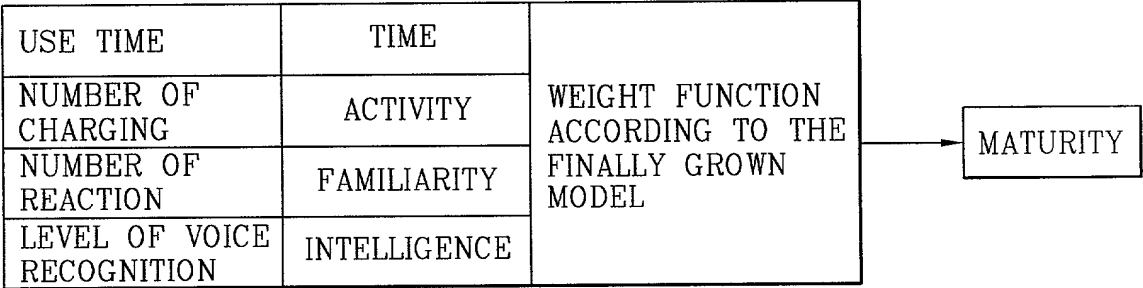 USE TIME
TIME
NUMBER OF
CHARGING
ACTIVITY
NUMBER OF
REACTION
FAMILIARITY
LEVEL OF VOICE
RECOGNITION
INTELLIGENCE
WEIGHT FUNCTION
ACCORDING TO THE
FINALLY GROWN
MODEL
MATURITY